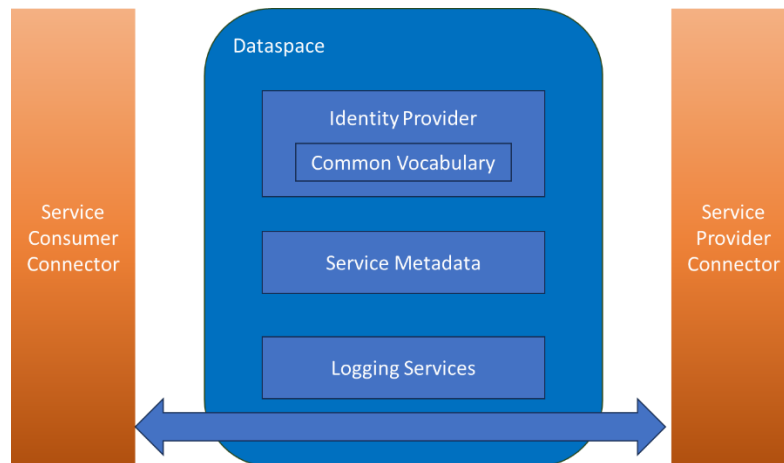 Dataspace
Identity Provider
Common Vocabulary
Service
Consumer
Connector
Service Metadata
Service
Provider
Connector
Logging Services